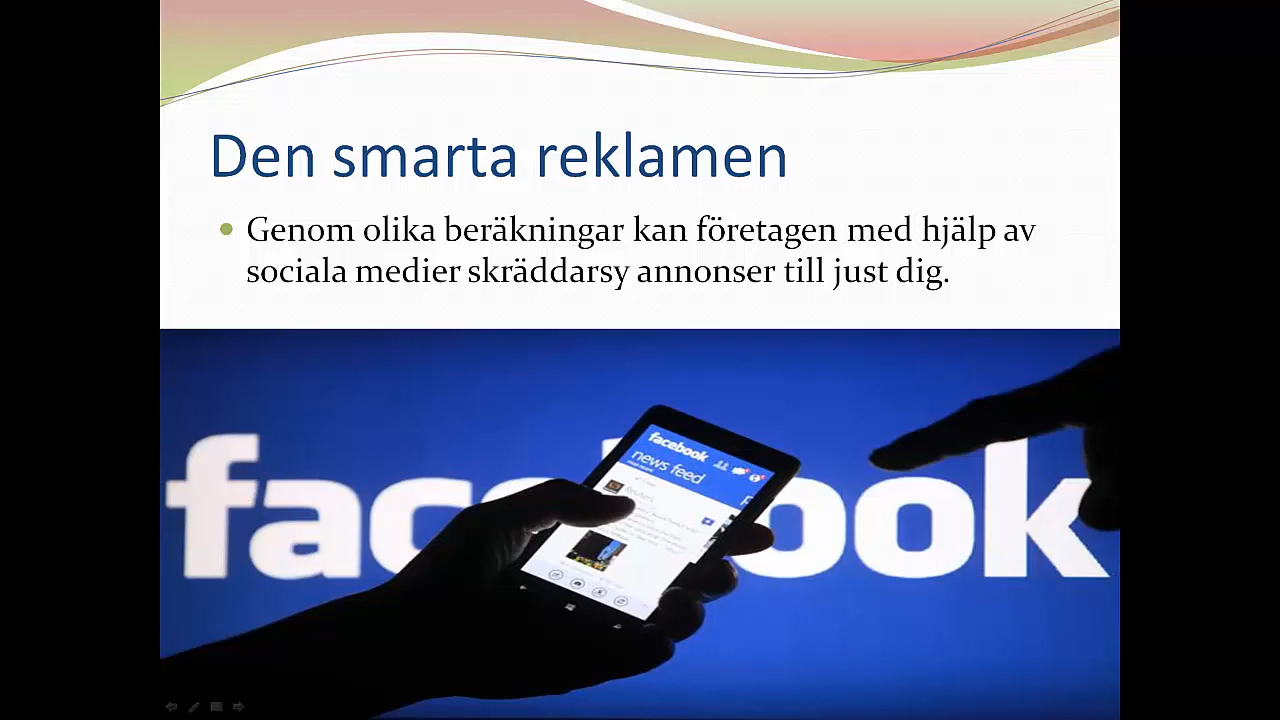 Den smarta reklamen
Genom olika beräkningar kan företagen med hjälp av
sociala medier skräddarsy annonser till just dig.
facebook
news feed
Reuters